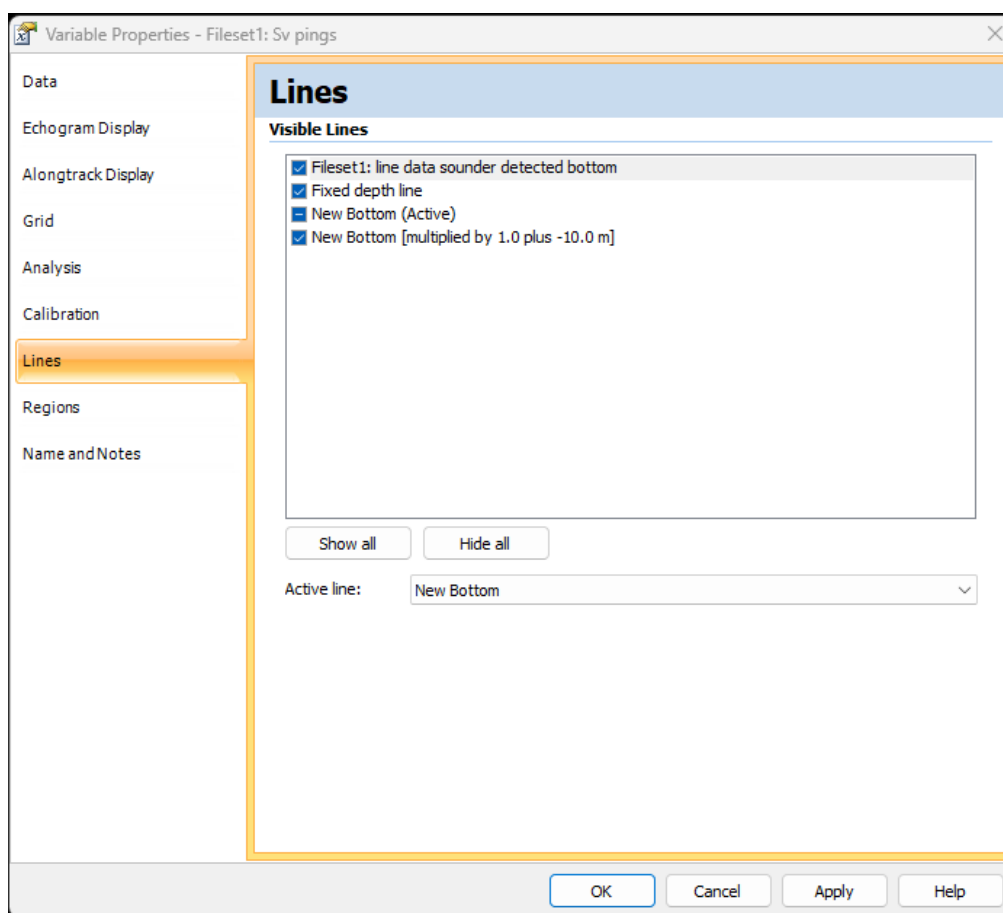 Variable Properties - Fileset1: Sv pings
Data
Echogram Display
Alongtrack Display
Grid
Analysis
Calibration
Lines
Regions
Name and Notes
Lines
Visible Lines
Fileset1: line data sounder detected bottom
Fixed depth line
New Bottom (Active)
New Bottom [multiplied by 1.0 plus -10.0 m]
Show all Hide all
Active line: New Bottom
OK Cancel Apply Help